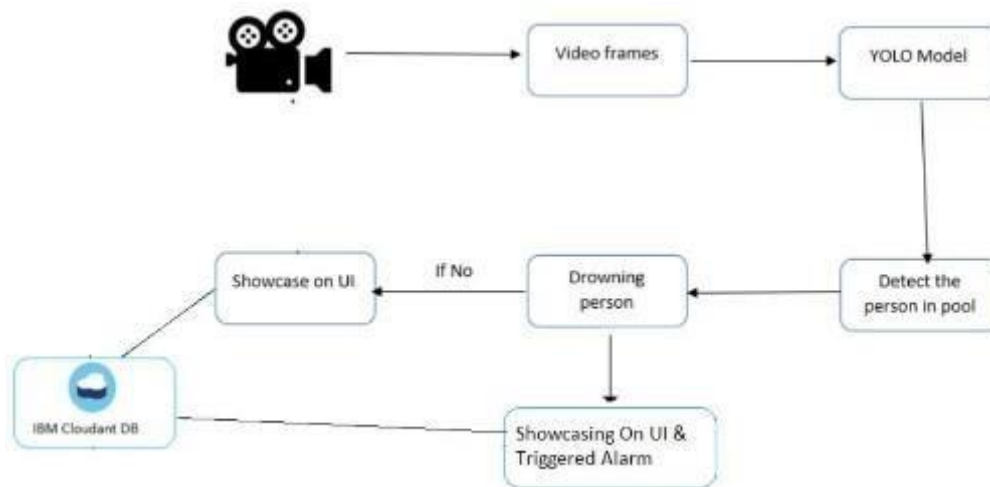 Video frames
YOLO Model
Detect the
person in pool
Drowning
person
If No
Showcase on UI
IBM Cloudant DB
Showcasing On UI &
Triggered Alarm